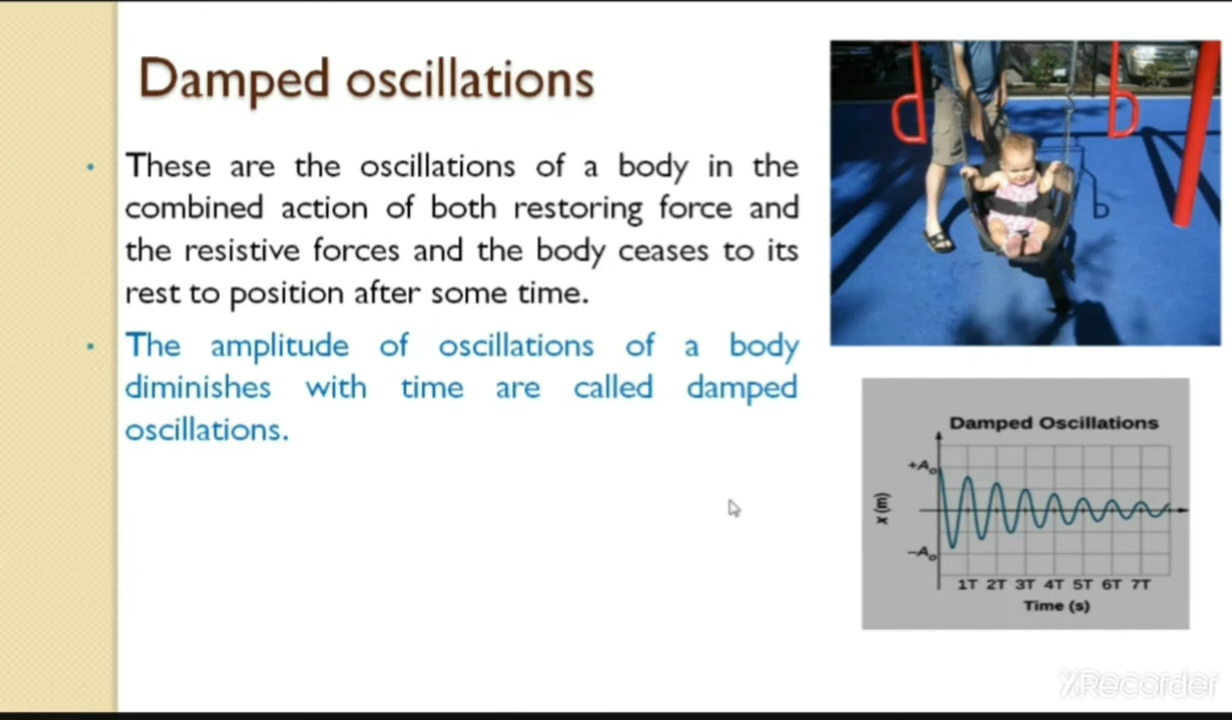 Damped oscillations
• These are the oscillations of a body in the
combined action of both restoring force and
the resistive forces and the body ceases to its
rest to position after some time.
• The amplitude of oscillations of a body
diminishes with time are called damped
oscillations.
Damped Oscillations
+A₀
x (m)
−A₀
1T 2T 3T 4T 5T 6T 7T
Time (s)
XRecorder